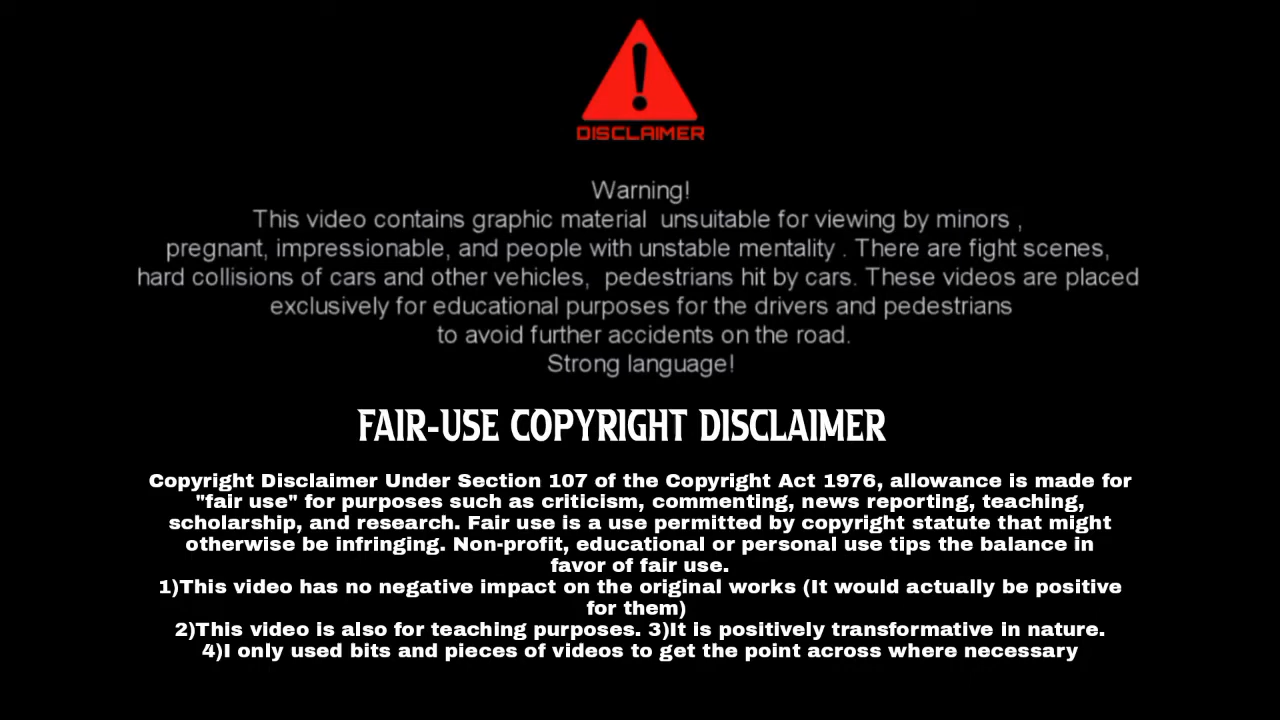 DISCLAIMER
Warning!
This video contains graphic material unsuitable for viewing by minors ,
pregnant, impressionable, and people with unstable mentality . There are fight scenes,
hard collisions of cars and other vehicles, pedestrians hit by cars. These videos are placed
exclusively for educational purposes for the drivers and pedestrians
to avoid further accidents on the road.
Strong language!
FAIR-USE COPYRIGHT DISCLAIMER
Copyright Disclaimer Under Section 107 of the Copyright Act 1976, allowance is made for
"fair use" for purposes such as criticism, commenting, news reporting, teaching,
scholarship, and research. Fair use is a use permitted by copyright statute that might
otherwise be infringing. Non-profit, educational or personal use tips the balance in
favor of fair use.
1)This video has no negative impact on the original works (It would actually be positive
for them)
2)This video is also for teaching purposes. 3)It is positively transformative in nature.
4)I only used bits and pieces of videos to get the point across where necessary